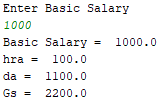 Enter Basic Salary
1000
Basic Salary =  1000.0
hra =  100.0
da =  1100.0
Gs =  2200.0